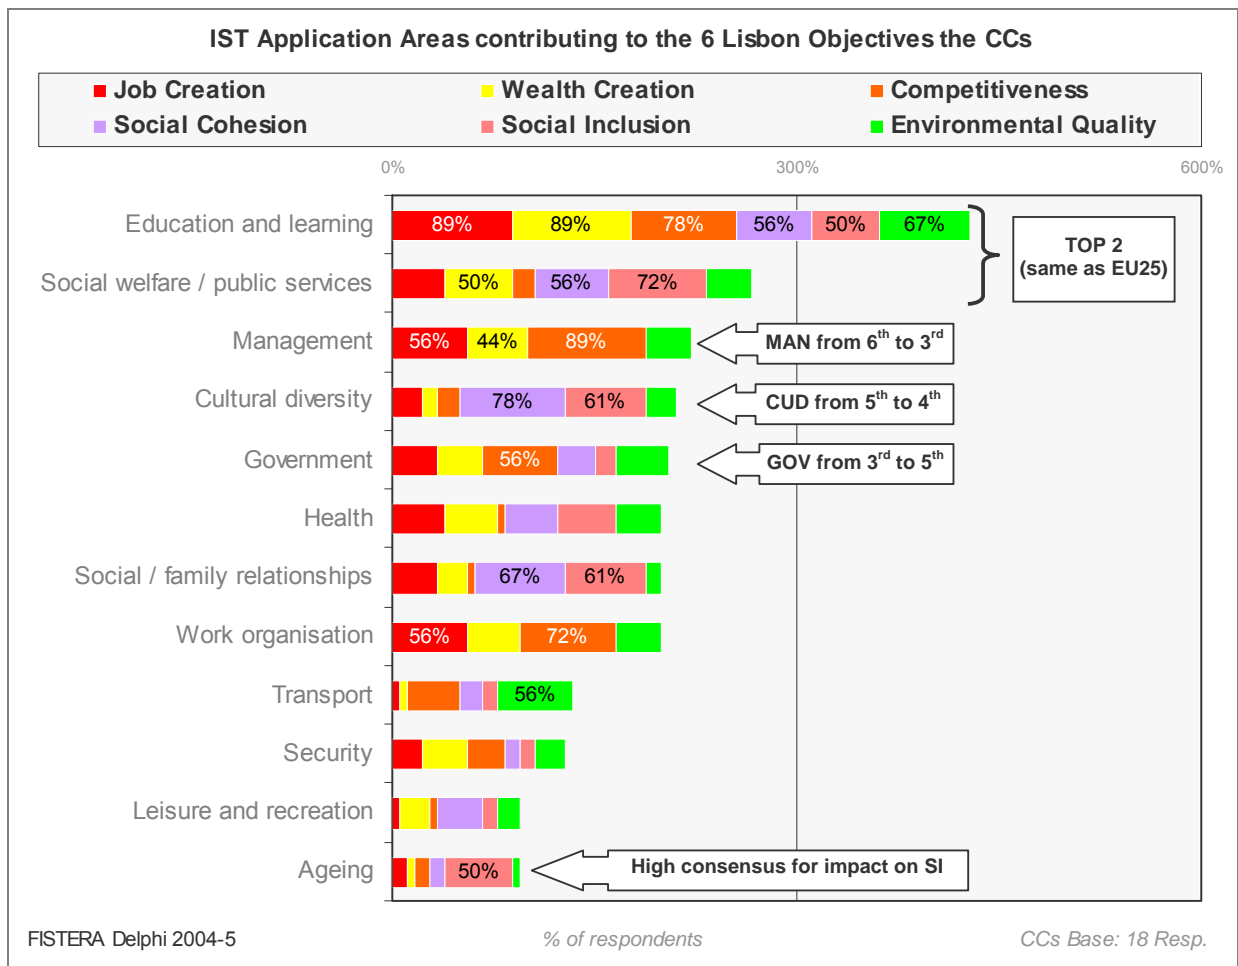 IST Application Areas contributing to the 6 Lisbon Objectives the CCs
Job Creation Wealth Creation Competitiveness
Social Cohesion Social Inclusion Environmental Quality
0% 300% 600%
Education and learning 89% 89% 78% 56% 50% 67%
TOP 2
(same as EU25)
Social welfare / public services 50% 56% 72%
Management 56% 44% 89% MAN from 6th to 3rd
Cultural diversity 78% 61% CUD from 5th to 4th
Government 56% GOV from 3rd to 5th
Health
Social / family relationships 67% 61%
Work organisation 56% 72%
Transport 56%
Security
Leisure and recreation
Ageing 50% High consensus for impact on SI
FISTERA Delphi 2004-5 % of respondents CCs Base: 18 Resp.